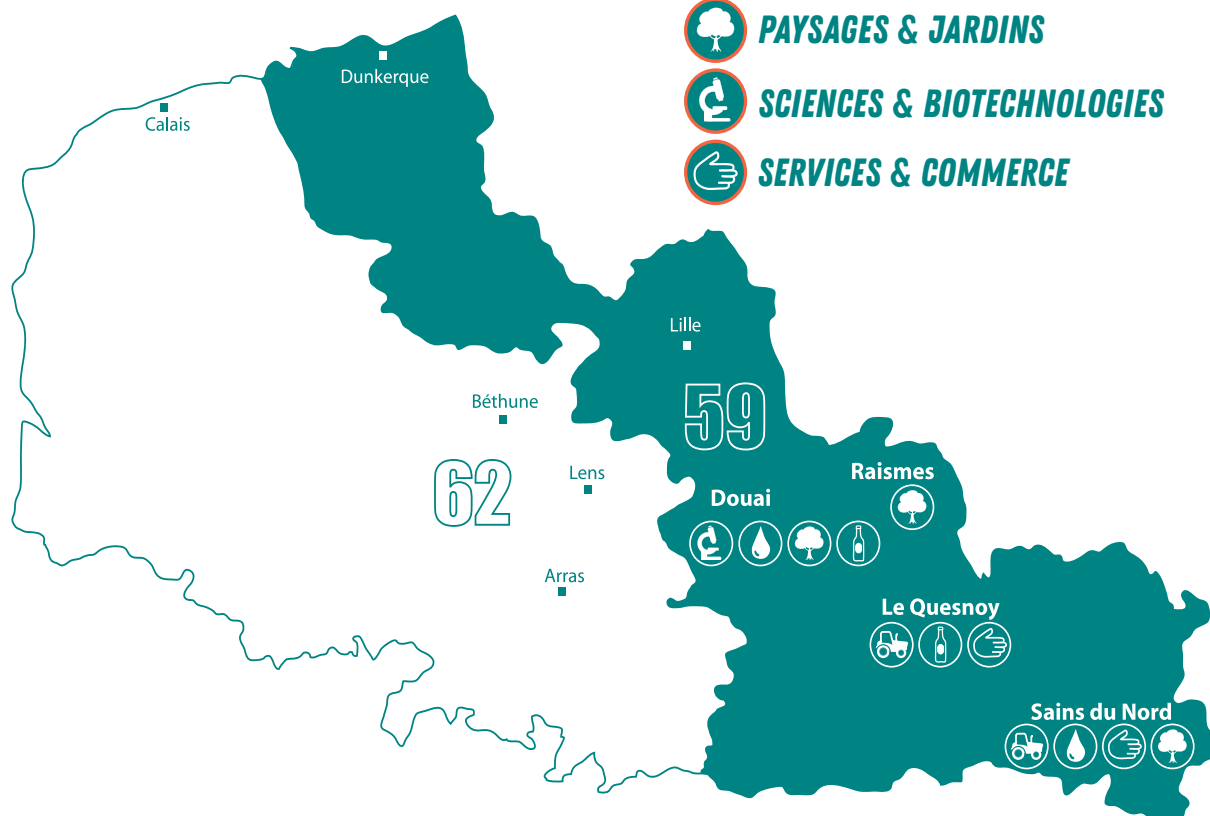 PAYSAGES & JARDINS
SCIENCES & BIOTECHNOLOGIES
SERVICES & COMMERCE
Dunkerque
Calais
Lille
59
Béthune
62
Lens
Raismes
Douai
Arras
Le Quesnoy
Sains du Nord